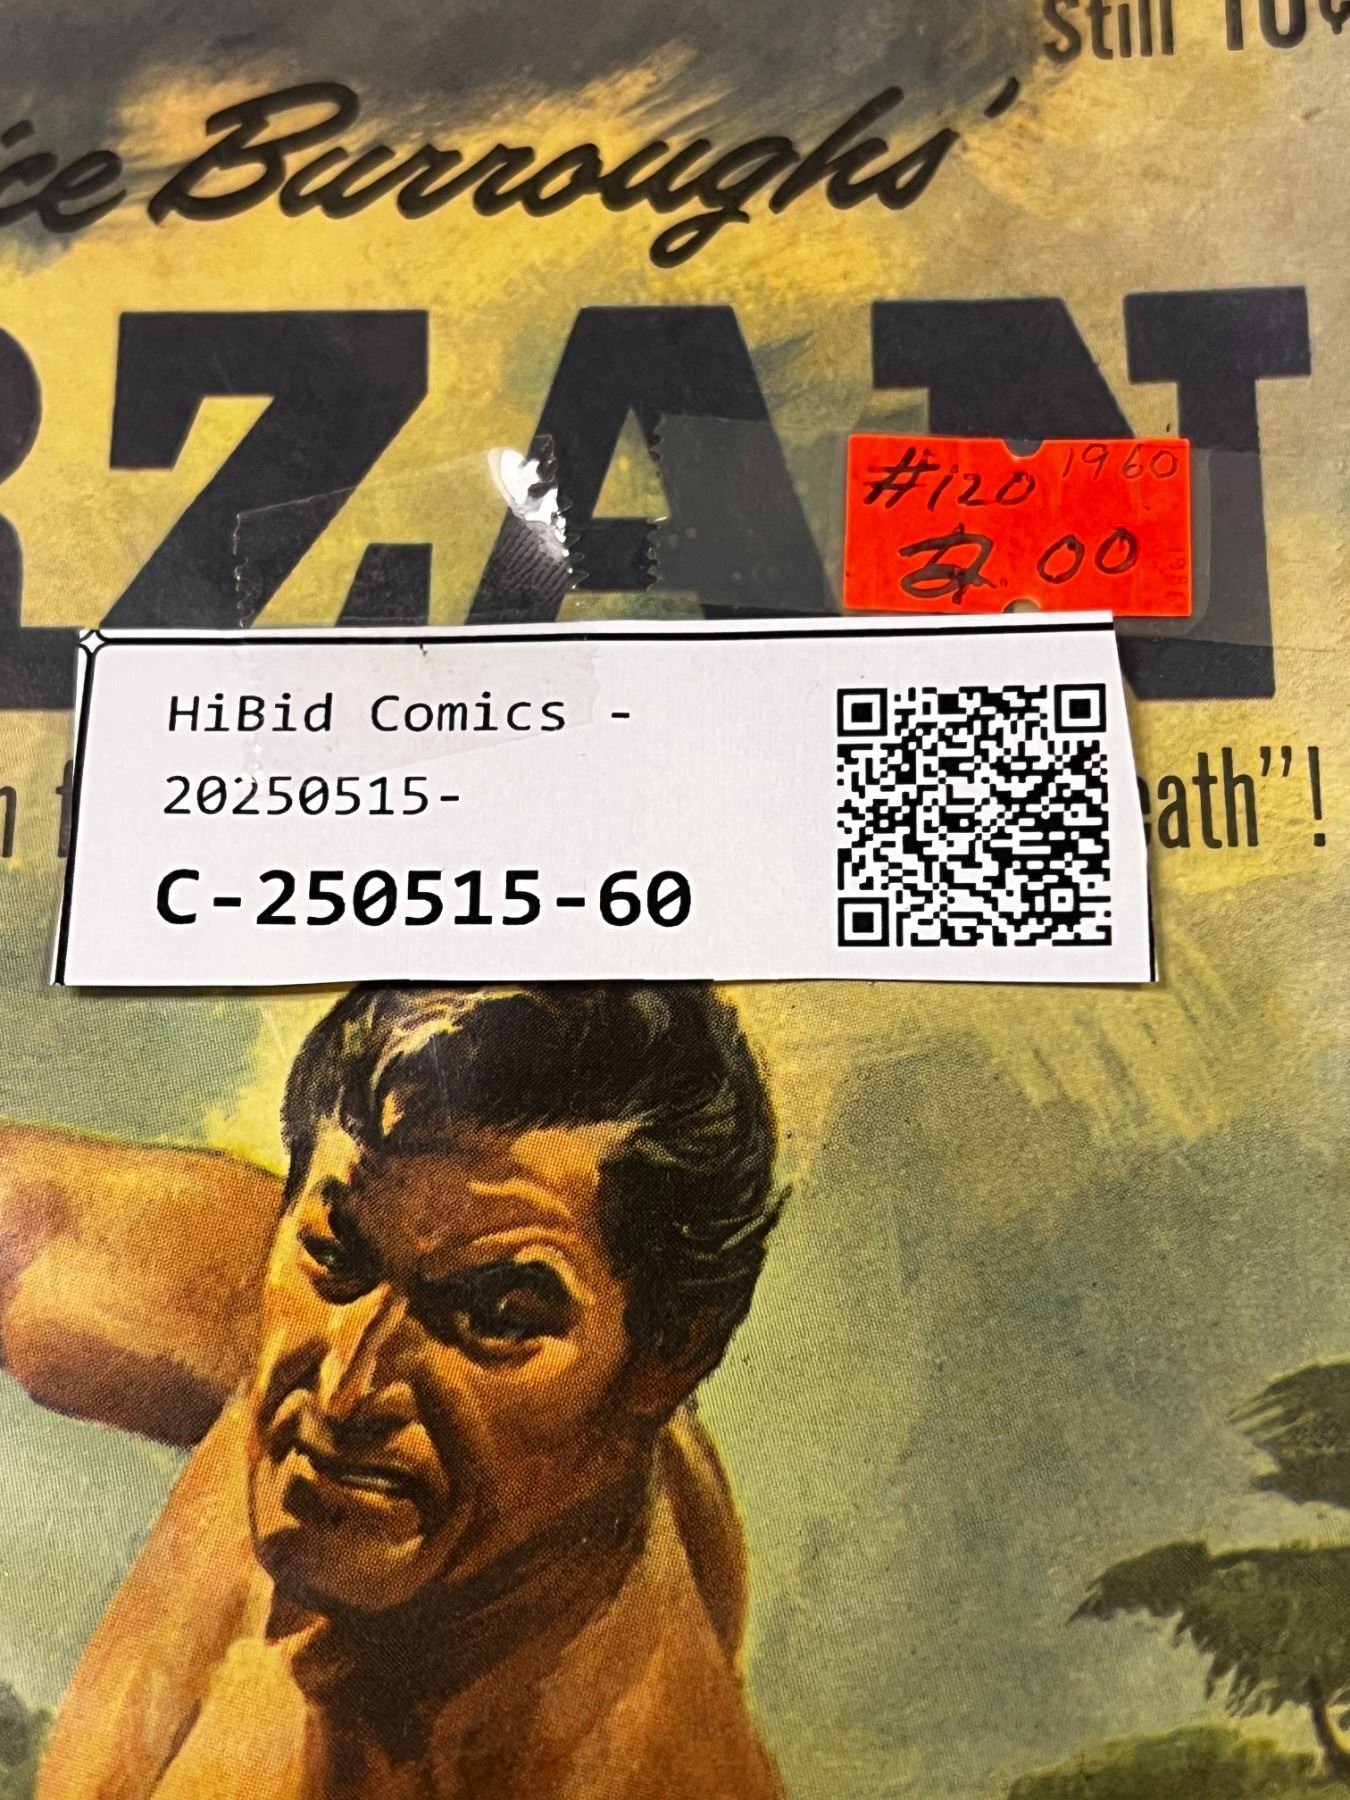 still 10¢
ice Burroughs'
RZAN
#120 1960
2.00
HiBid Comics -
20250515-
C-250515-60
eath"!